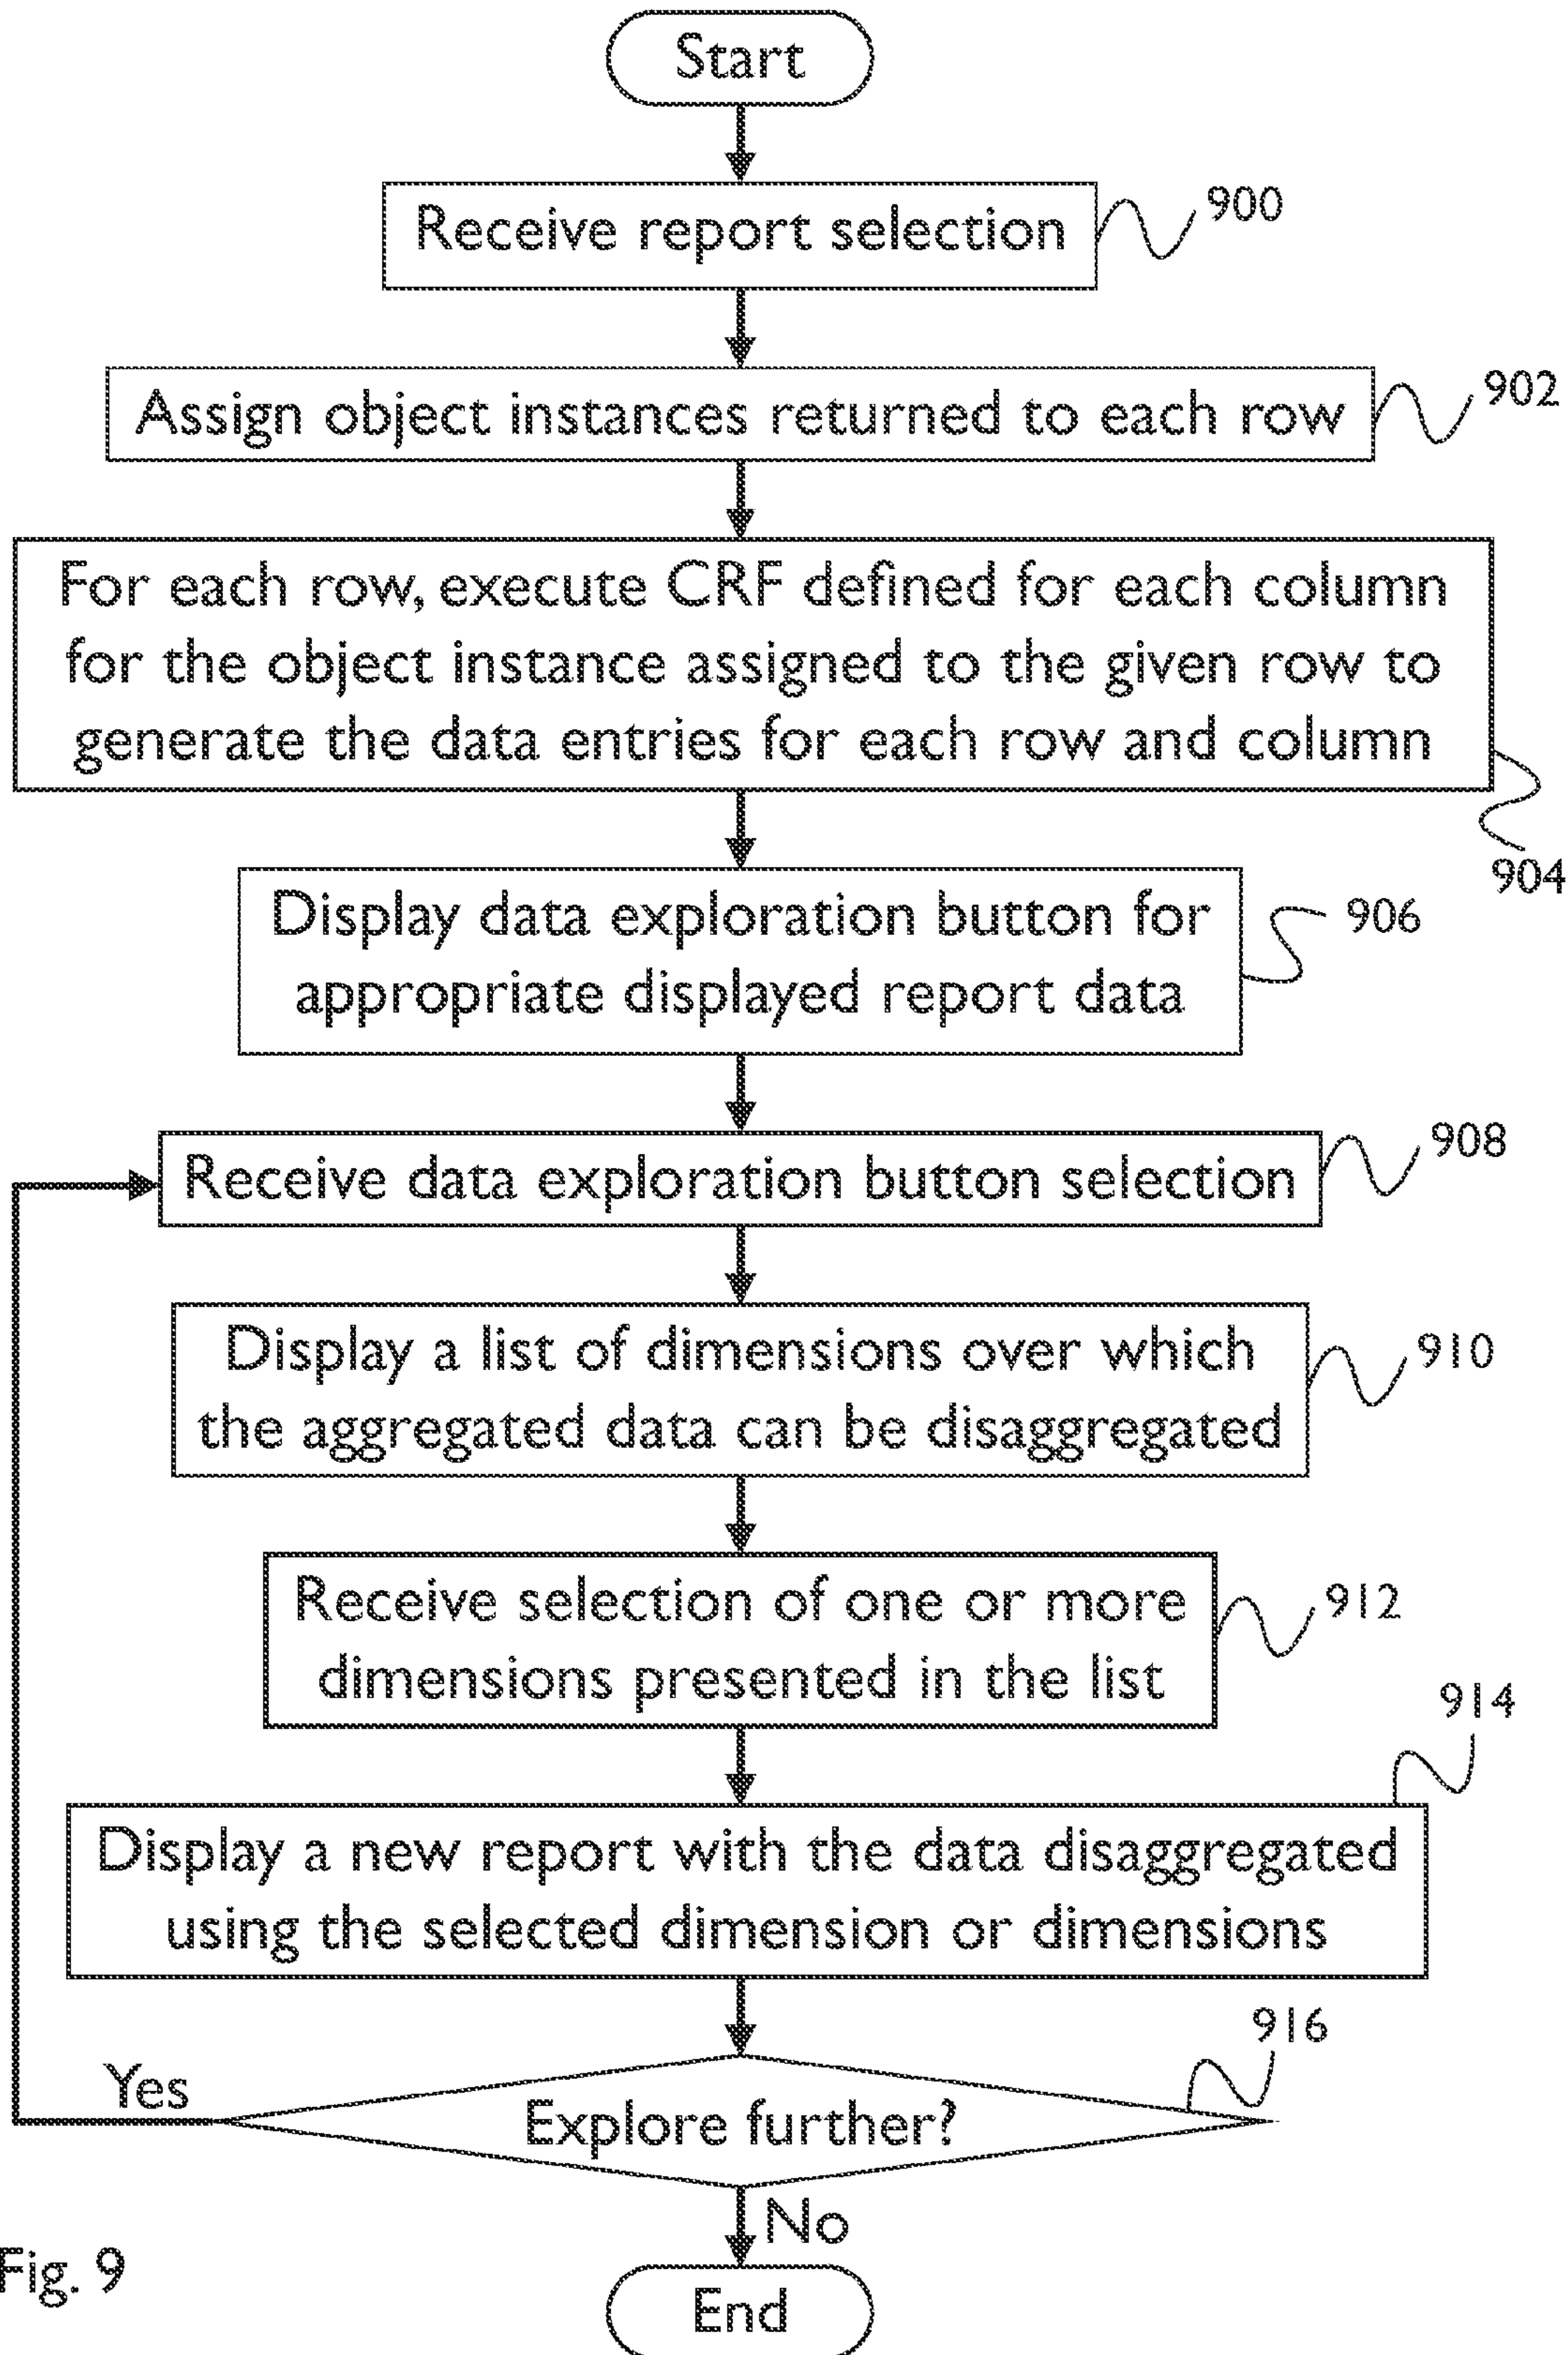 Start
Receive report selection
900
Assign object instances returned to each row
902
For each row, execute CRF defined for each column
for the object instance assigned to the given row to
generate the data entries for each row and column
904
Display data exploration button for
appropriate displayed report data
906
Receive data exploration button selection
908
Display a list of dimensions over which
the aggregated data can be disaggregated
910
Receive selection of one or more
dimensions presented in the list
912
914
Display a new report with the data disaggregated
using the selected dimension or dimensions
916
Yes
Explore further?
No
Fig. 9
End